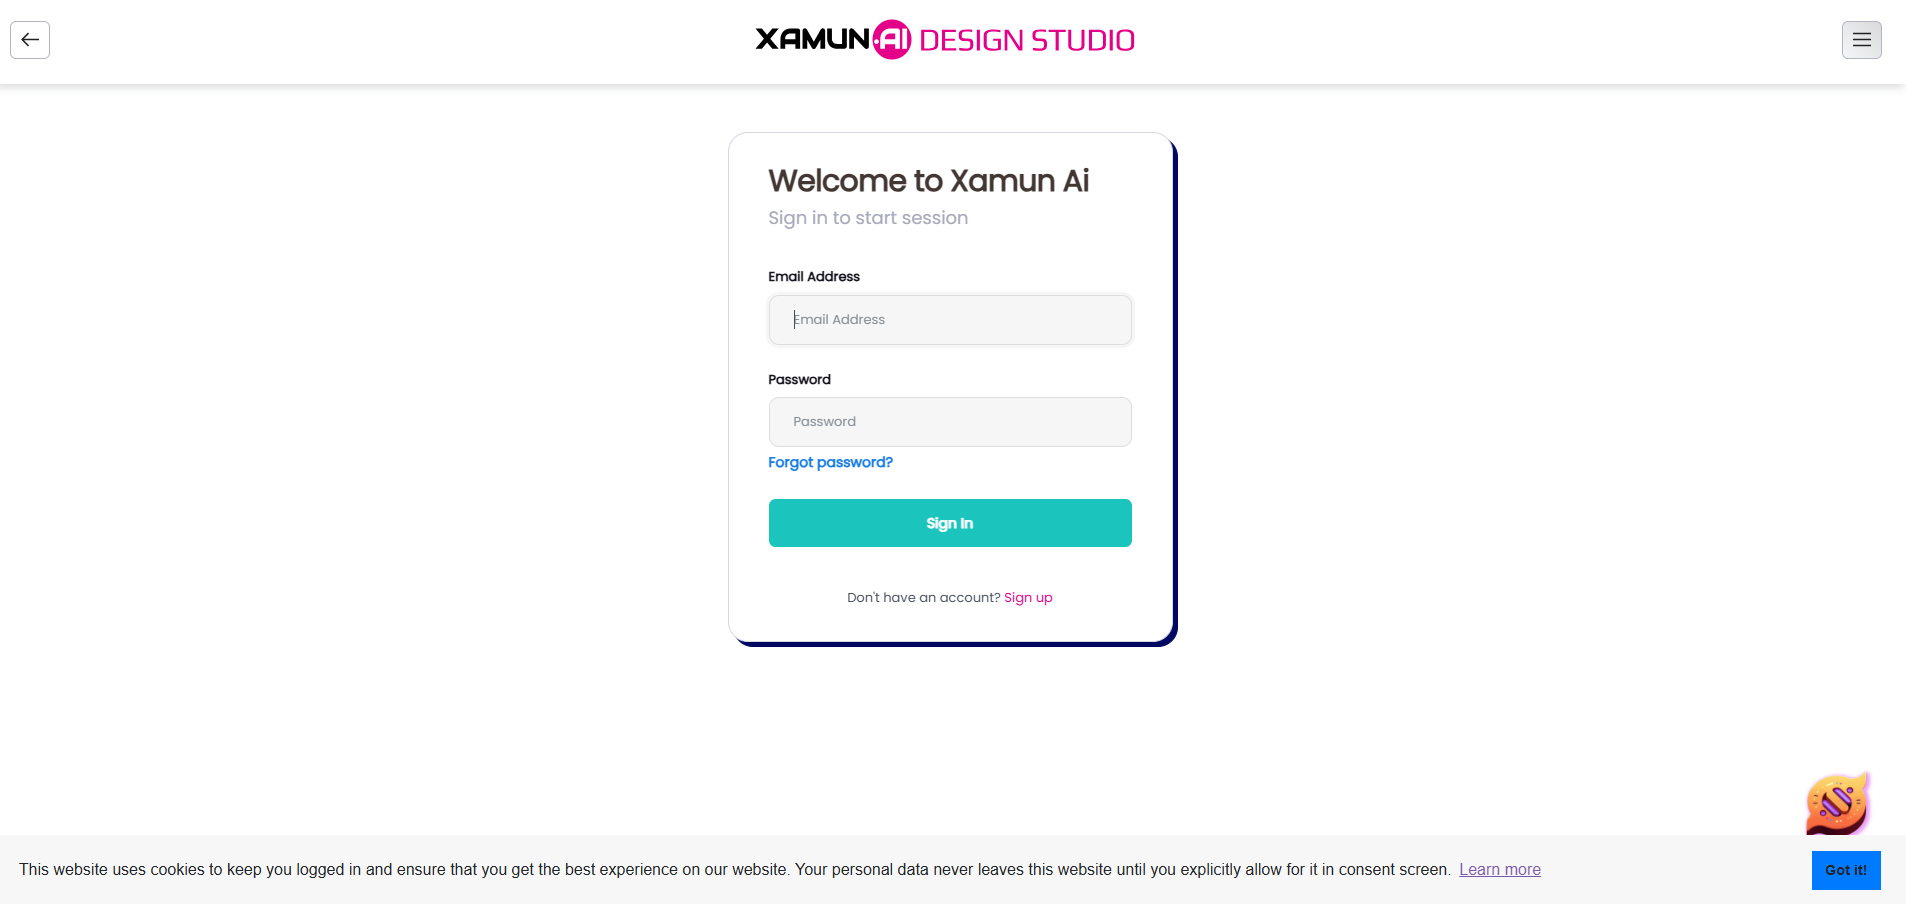 XAMUN.AI DESIGN STUDIO
Welcome to Xamun Ai
Sign in to start session
Email Address
Email Address
Password
Password
Forgot password?
Sign In
Don't have an account? Sign up
This website uses cookies to keep you logged in and ensure that you get the best experience on our website. Your personal data never leaves this website until you explicitly allow for it in consent screen. Learn more
Got it!